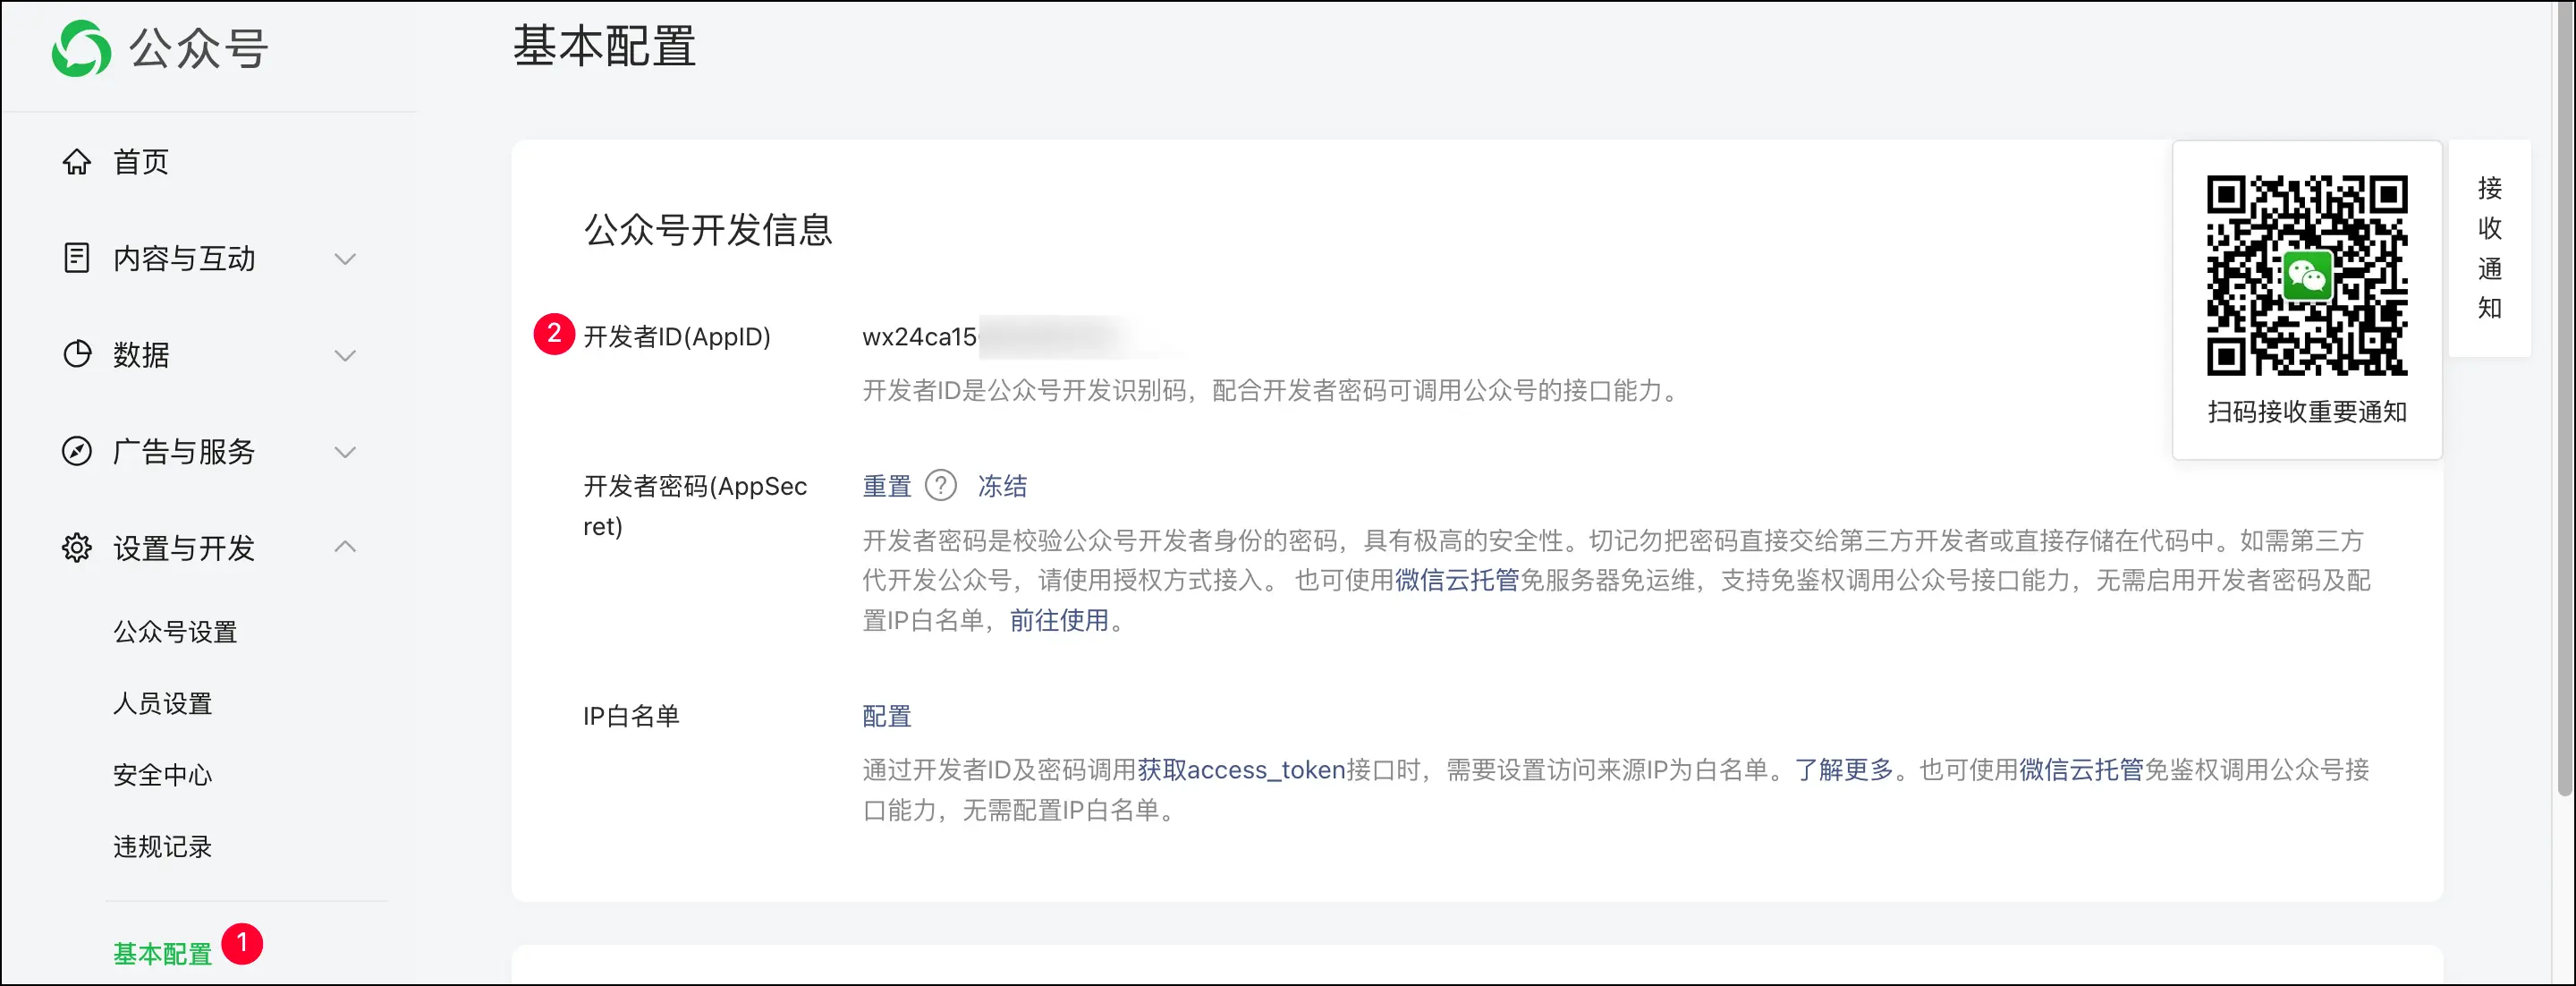 公众号
首页
内容与互动
数据
广告与服务
设置与开发
公众号设置
人员设置
安全中心
违规记录
基本配置 1
基本配置
公众号开发信息
2 开发者ID(AppID)
wx24ca15
开发者ID是公众号开发识别码，配合开发者密码可调用公众号的接口能力。
开发者密码(AppSec
ret)
重置 ? 冻结
开发者密码是校验公众号开发者身份的密码，具有极高的安全性。切记勿把密码直接交给第三方开发者或直接存储在代码中。如需第三方
代开发公众号，请使用授权方式接入。 也可使用微信云托管免服务器免运维，支持免鉴权调用公众号接口能力，无需启用开发者密码及配
置IP白名单，前往使用。
IP白名单
配置
通过开发者ID及密码调用获取access_token接口时，需要设置访问来源IP为白名单。了解更多。也可使用微信云托管免鉴权调用公众号接
口能力，无需配置IP白名单。
扫码接收重要通知
接
收
通
知